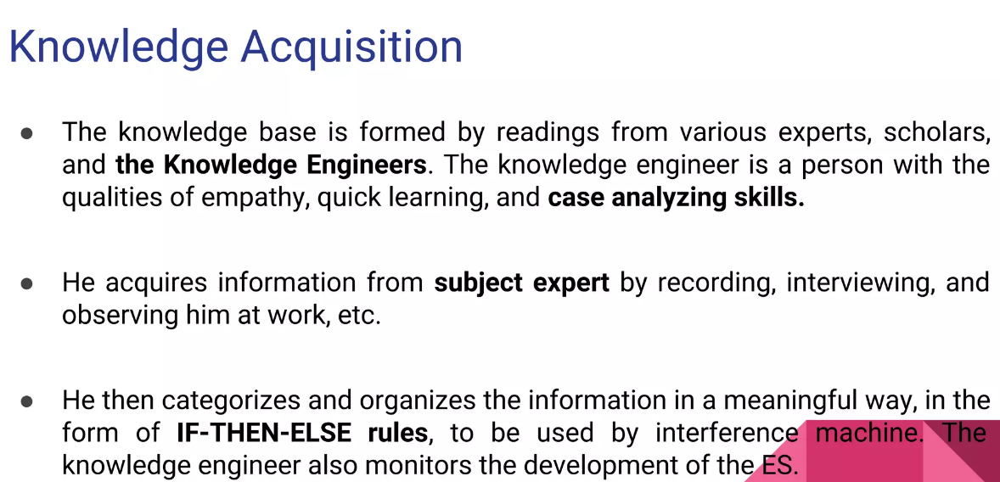 Knowledge Acquisition
● The knowledge base is formed by readings from various experts, scholars,
and the Knowledge Engineers. The knowledge engineer is a person with the
qualities of empathy, quick learning, and case analyzing skills.
● He acquires information from subject expert by recording, interviewing, and
observing him at work, etc.
● He then categorizes and organizes the information in a meaningful way, in the
form of IF-THEN-ELSE rules, to be used by interference machine. The
knowledge engineer also monitors the development of the ES.